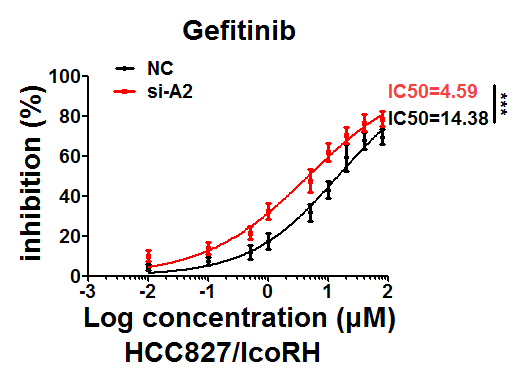 Gefitinib
NC
si-A2
IC50=4.59
IC50=14.38
***
inhibition (%)
100
80
60
40
20
0
-3 -2 -1 0 1 2
Log concentration (µM)
HCC827/IcoRH